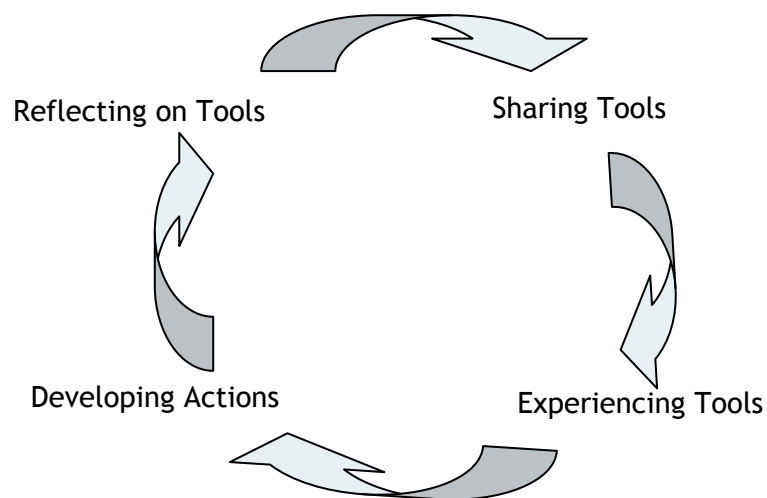 Reflecting on Tools
Sharing Tools
Developing Actions
Experiencing Tools